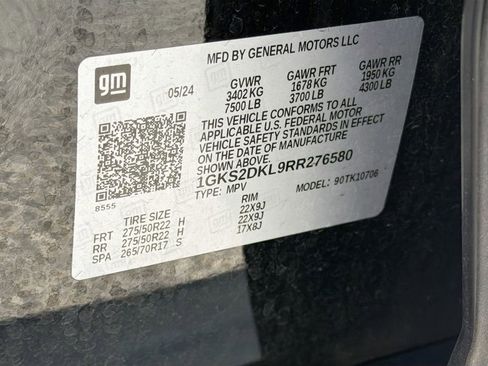 gm
MFD BY GENERAL MOTORS LLC
05/24
GVWR GAWR FRT GAWR RR
3402 KG 1678 KG 1950 KG
7500 LB 3700 LB 4300 LB
THIS VEHICLE CONFORMS TO ALL
APPLICABLE U.S. FEDERAL MOTOR
VEHICLE SAFETY STANDARDS IN
EFFECT ON THE DATE OF MANUFACTURE
SHOWN ABOVE.
1GKS2DKL9RR276580
TYPE: MPV MODEL: 90TK10706
8555
TIRE SIZE RIM
FRT 275/50R22 H 22X9J
RR 275/50R22 H 22X9J
SPA 265/70R17 S 17X8J